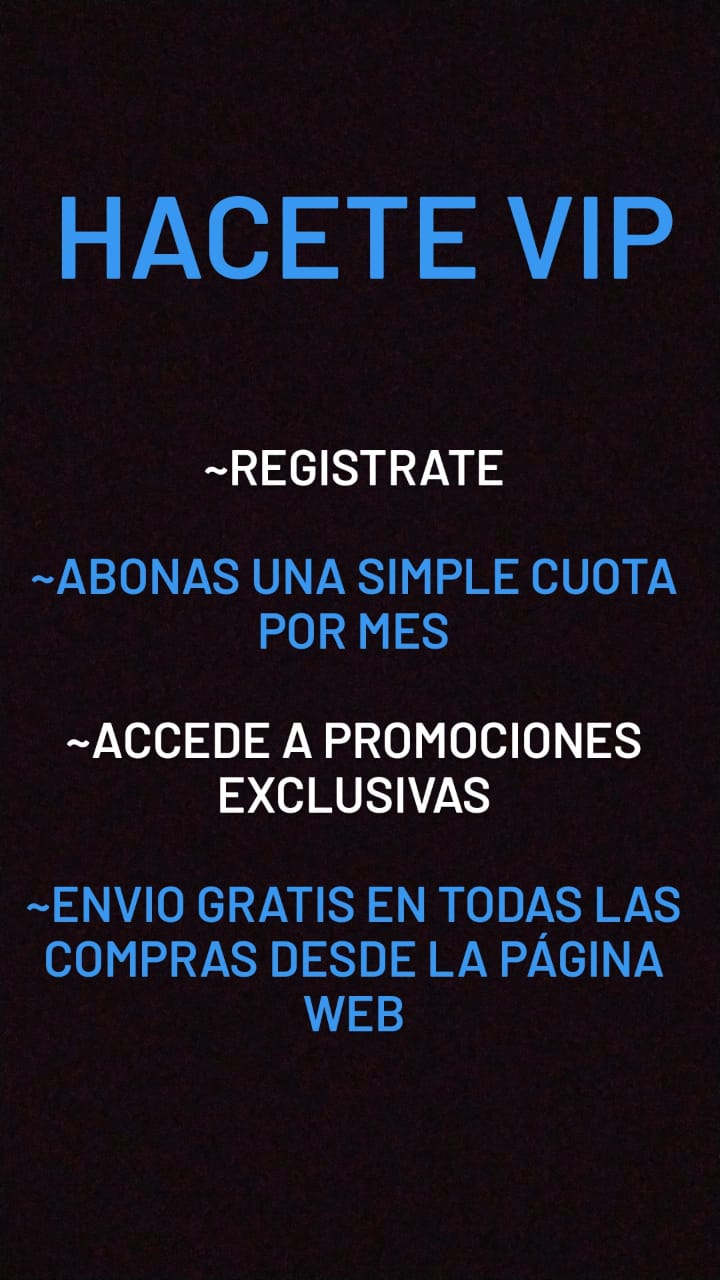 HACETE VIP
~REGISTRATE
~ABONAS UNA SIMPLE CUOTA
POR MES
~ACCEDE A PROMOCIONES
EXCLUSIVAS
~ENVIO GRATIS EN TODAS LAS
COMPRAS DESDE LA PÁGINA
WEB